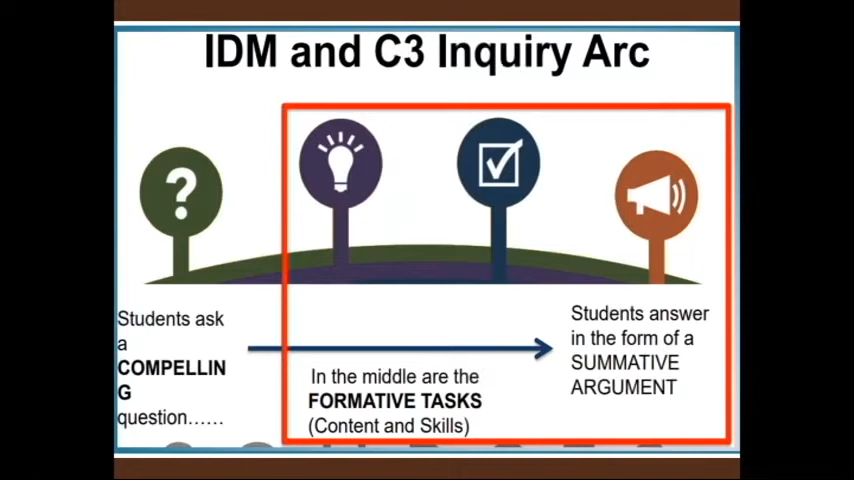 IDM and C3 Inquiry Arc
Students ask
a
COMPELLIN
G
question......
In the middle are the
FORMATIVE TASKS
(Content and Skills)
Students answer
in the form of a
SUMMATIVE
ARGUMENT